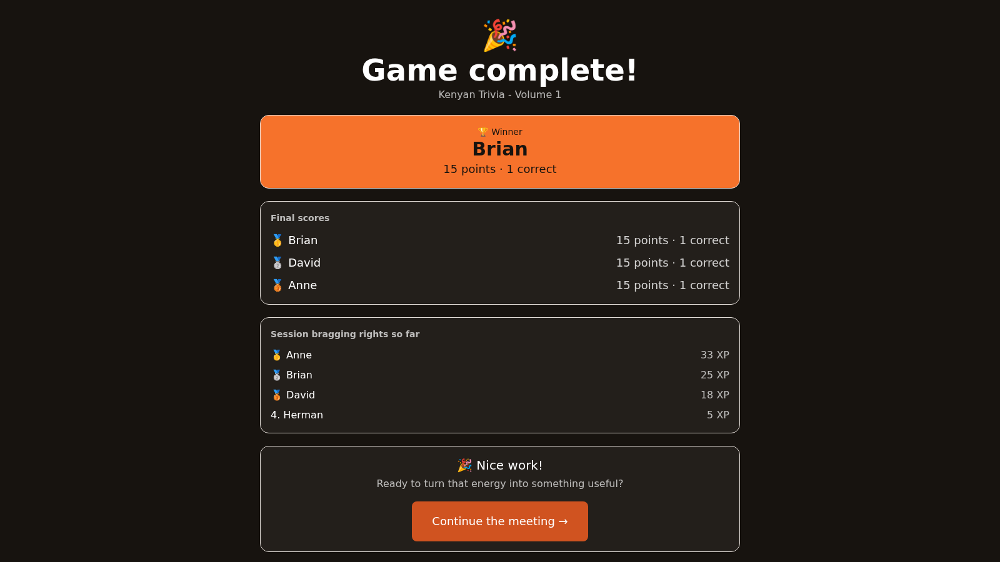 Game complete!
Kenyan Trivia - Volume 1
🏆 Winner
Brian
15 points · 1 correct
Final scores
🥇 Brian 15 points · 1 correct
🥈 David 15 points · 1 correct
🥉 Anne 15 points · 1 correct
Session bragging rights so far
🥇 Anne 33 XP
🥈 Brian 25 XP
🥉 David 18 XP
4. Herman 5 XP
🎉 Nice work!
Ready to turn that energy into something useful?
Continue the meeting →